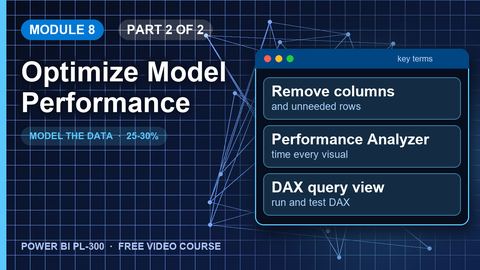 MODULE 8
PART 2 OF 2
Optimize Model
Performance
MODEL THE DATA · 25-30%
POWER BI PL-300 · FREE VIDEO COURSE
key terms
Remove columns
and unneeded rows
Performance Analyzer
time every visual
DAX query view
run and test DAX